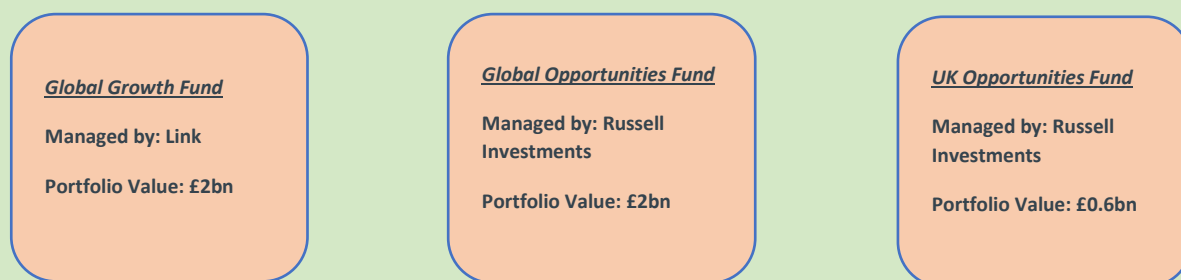 Global Growth Fund
Managed by: Link
Portfolio Value: £2bn
Global Opportunities Fund
Managed by: Russell
Investments
Portfolio Value: £2bn
UK Opportunities Fund
Managed by: Russell
Investments
Portfolio Value: £0.6bn